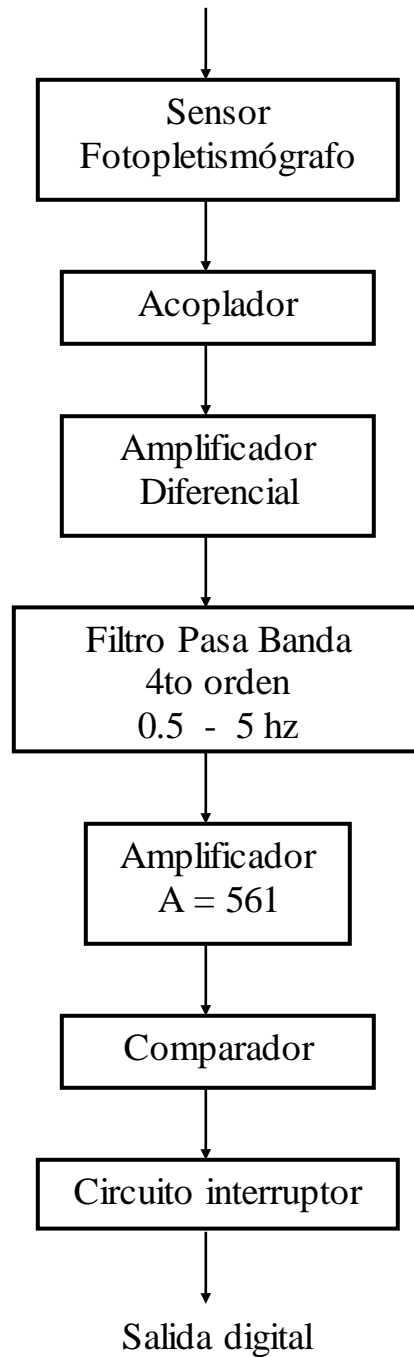 Sensor
Fotopletismógrafo
Acoplador
Amplificador
Diferencial
Filtro Pasa Banda
4to orden
0.5 - 5 hz
Amplificador
A = 561
Comparador
Circuito interruptor
Salida digital